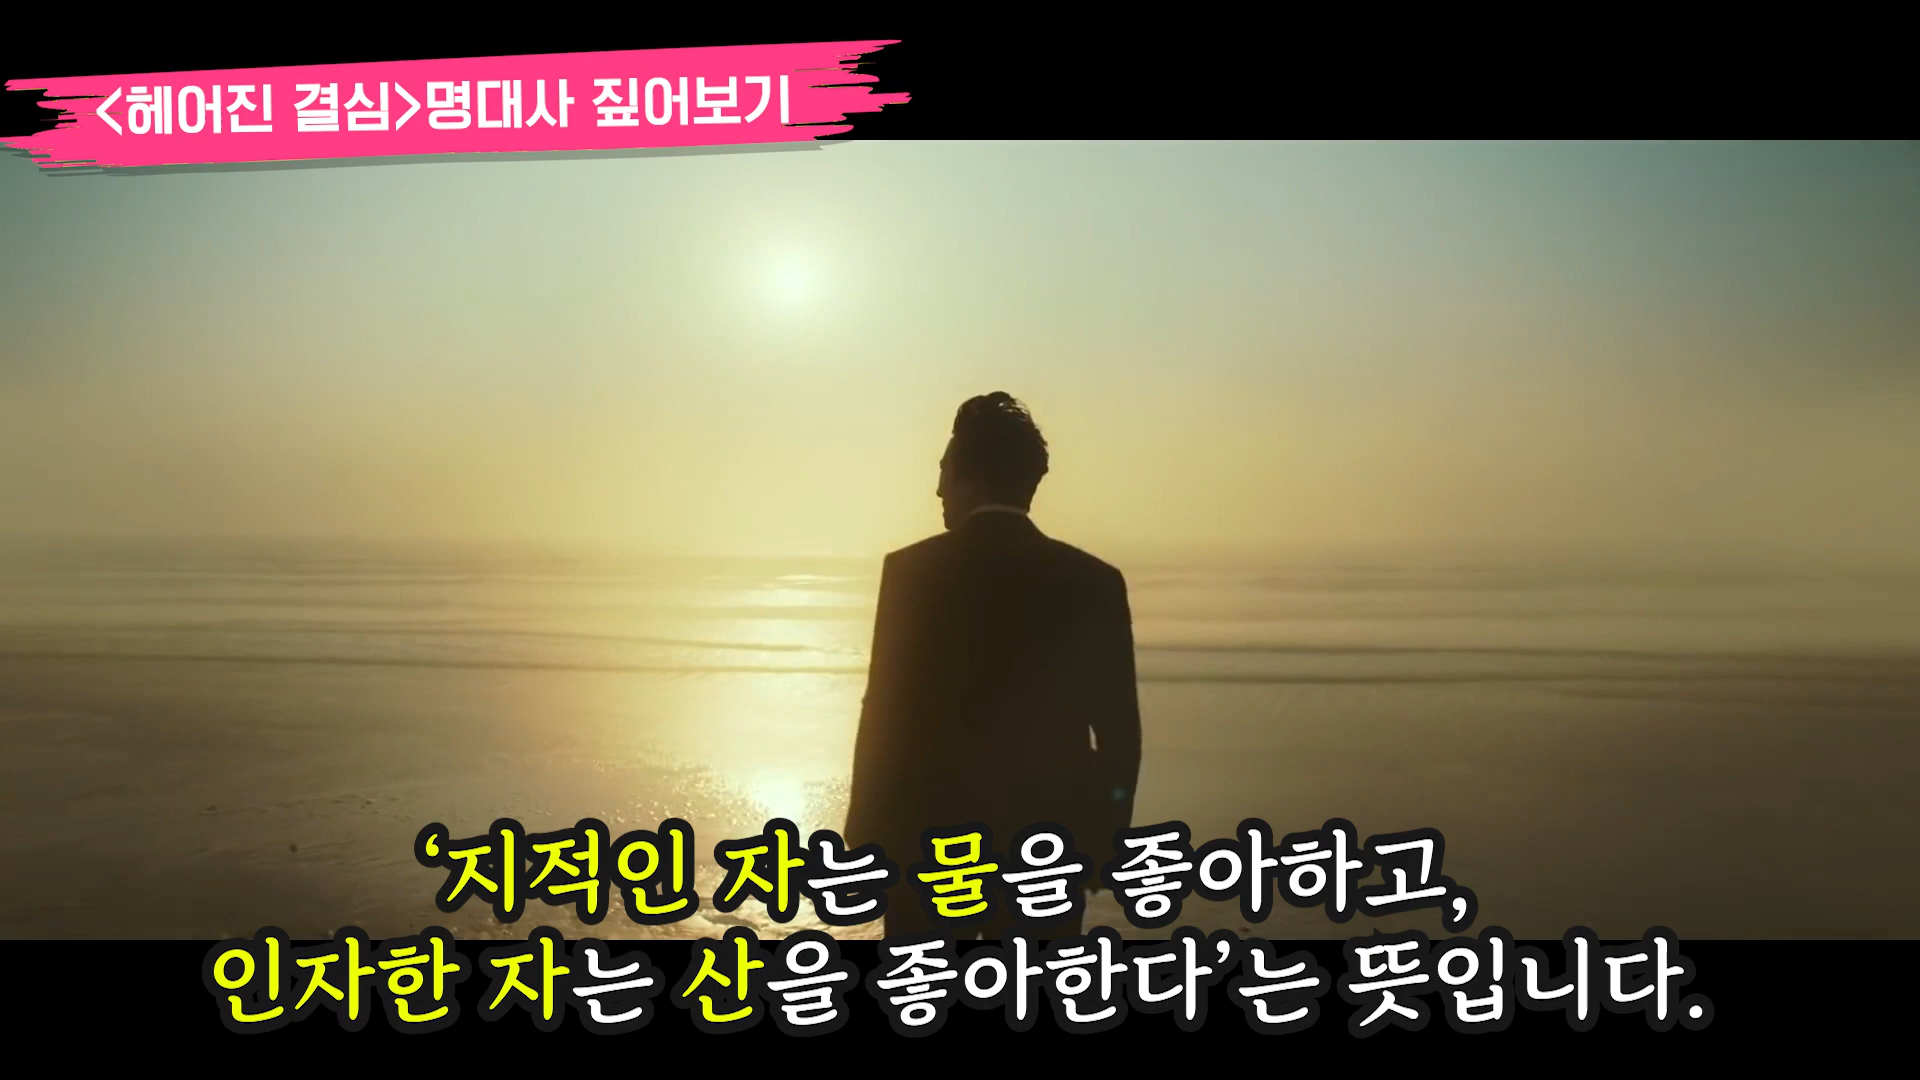 <헤어진 결심>명대사 짚어보기
‘지적인 자는 물을 좋아하고,
인자한 자는 산을 좋아한다’는 뜻입니다.